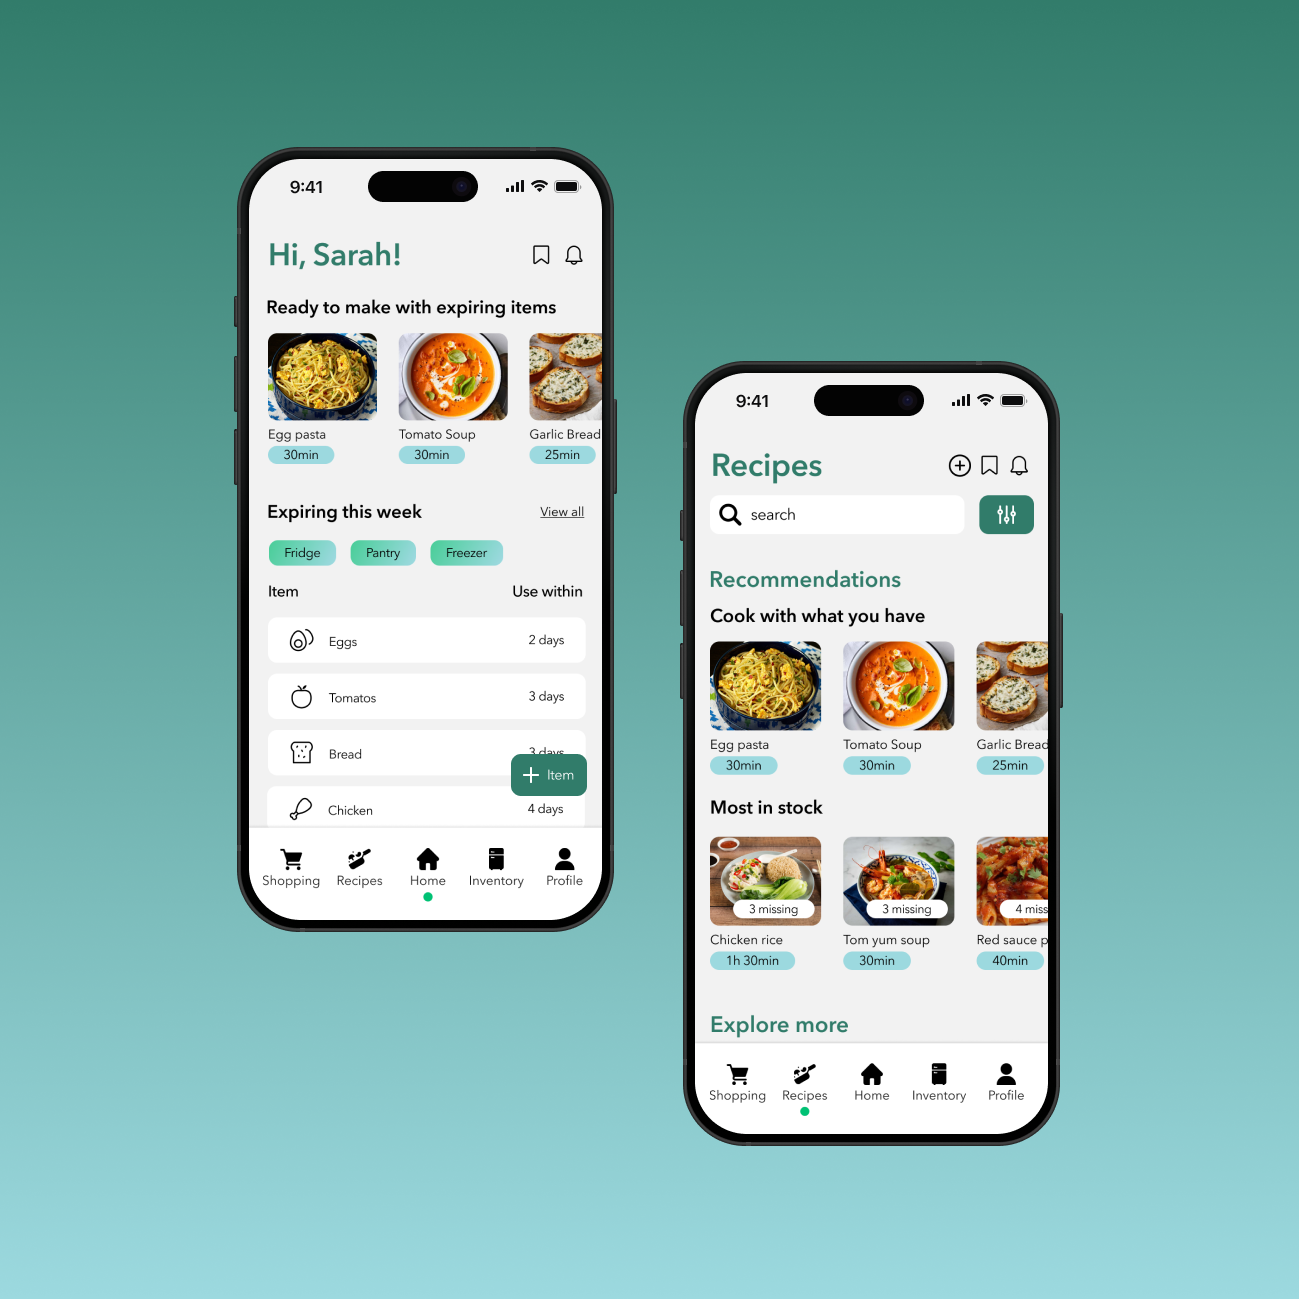 9:41
Hi, Sarah!
Ready to make with expiring items
Egg pasta
30min
Tomato Soup
30min
Garlic Bread
25min
Expiring this week
View all
Fridge
Pantry
Freezer
Item
Use within
Eggs
2 days
Tomatos
3 days
Bread
3 days
+ Item
Chicken
4 days
Shopping
Recipes
Home
Inventory
Profile
9:41
Recipes
search
Recommendations
Cook with what you have
Egg pasta
30min
Tomato Soup
30min
Garlic Bread
25min
Most in stock
3 missing
Chicken rice
1h 30min
3 missing
Tom yum soup
30min
4 miss
Red sauce p
40min
Explore more
Shopping
Recipes
Home
Inventory
Profile